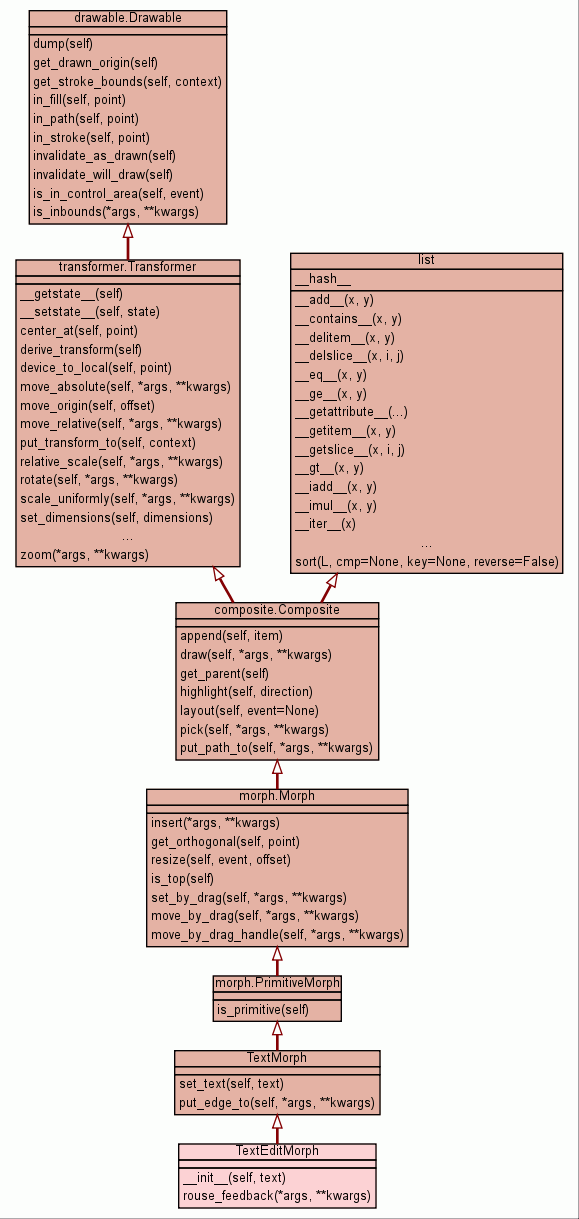 drawable.Drawable
dump(self)
get_drawn_origin(self)
get_stroke_bounds(self, context)
in_fill(self, point)
in_path(self, point)
in_stroke(self, point)
invalidate_as_drawn(self)
invalidate_will_draw(self)
is_in_control_area(self, event)
is_inbounds(*args, **kwargs)
transformer.Transformer
__getstate__(self)
__setstate__(self, state)
center_at(self, point)
derive_transform(self)
device_to_local(self, point)
move_absolute(self, *args, **kwargs)
move_origin(self, offset)
move_relative(self, *args, **kwargs)
put_transform_to(self, context)
relative_scale(self, *args, **kwargs)
rotate(self, *args, **kwargs)
scale_uniformly(self, *args, **kwargs)
set_dimensions(self, dimensions)
...
zoom(*args, **kwargs)
list
__hash__
__add__(x, y)
__contains__(x, y)
__delitem__(x, y)
__delslice__(x, i, j)
__eq__(x, y)
__ge__(x, y)
__getattribute__(...)
__getitem__(x, y)
__getslice__(x, i, j)
__gt__(x, y)
__iadd__(x, y)
__imul__(x, y)
__iter__(x)
...
sort(L, cmp=None, key=None, reverse=False)
composite.Composite
append(self, item)
draw(self, *args, **kwargs)
get_parent(self)
highlight(self, direction)
layout(self, event=None)
pick(self, *args, **kwargs)
put_path_to(self, *args, **kwargs)
morph.Morph
insert(*args, **kwargs)
get_orthogonal(self, point)
resize(self, event, offset)
is_top(self)
set_by_drag(self, *args, **kwargs)
move_by_drag(self, *args, **kwargs)
move_by_drag_handle(self, *args, **kwargs)
morph.PrimitiveMorph
is_primitive(self)
TextMorph
set_text(self, text)
put_edge_to(self, *args, **kwargs)
TextEditMorph
__init__(self, text)
rouse_feedback(*args, **kwargs)